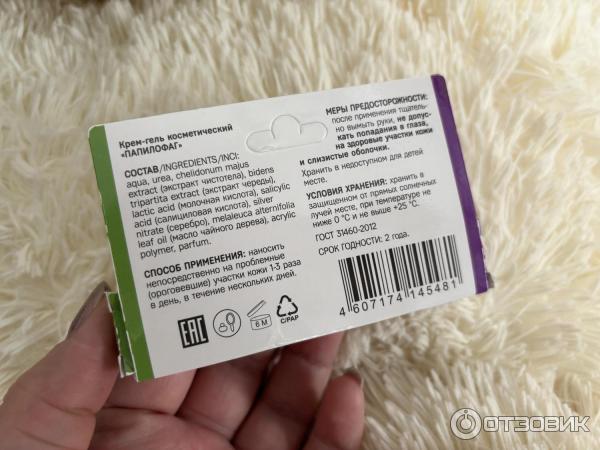 Крем-гель косметический
«ПАПИЛОФАГ»
СОСТАВ/INGREDIENTS/INCI:
aqua, urea, chelidonum majus
extract (экстракт чистотела), bidens
tripartita extract (экстракт череды),
lactic acid (молочная кислота), salicylic
acid (салициловая кислота), silver
nitrate (серебро), melaleuca alternifolia
leaf oil (масло чайного дерева), acrylic
polymer, parfum.
СПОСОБ ПРИМЕНЕНИЯ: наносить
непосредственно на проблемные
(ороговевшие) участки кожи 1-3 раза
в день, в течение нескольких дней.
EAC
6 M
C/PAP
МЕРЫ ПРЕДОСТОРОЖНОСТИ:
после применения тщатель-
но вымыть руки, не допус-
кать попадания в глаза,
на здоровые участки кожи
и слизистые оболочки.
Хранить в недоступном для детей
месте.
УСЛОВИЯ ХРАНЕНИЯ: хранить в
защищенном от прямых солнечных
лучей месте, при температуре не
ниже 0 °C и не выше +25 °C.
ГОСТ 31460-2012
СРОК ГОДНОСТИ: 2 года.
4 607174 145481
ОТЗОВИК